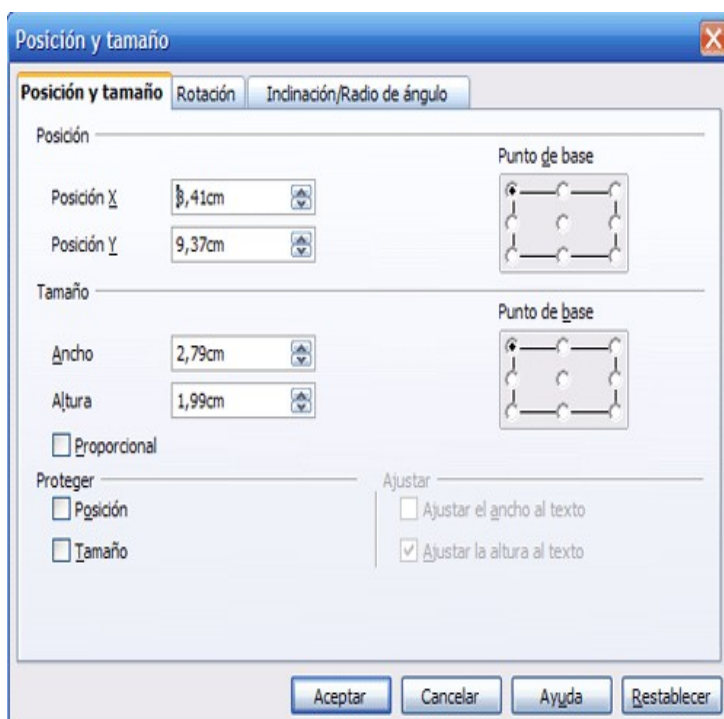 Posición y tamaño
Posición y tamaño Rotación Inclinación/Radio de ángulo
Posición
Punto de base
Posición X 8,41cm
Posición Y 9,37cm
Tamaño
Punto de base
Ancho 2,79cm
Altura 1,99cm
Proporcional
Proteger Ajustar
Posición Ajustar el ancho al texto
Tamaño Ajustar la altura al texto
Aceptar Cancelar Ayuda Restablecer